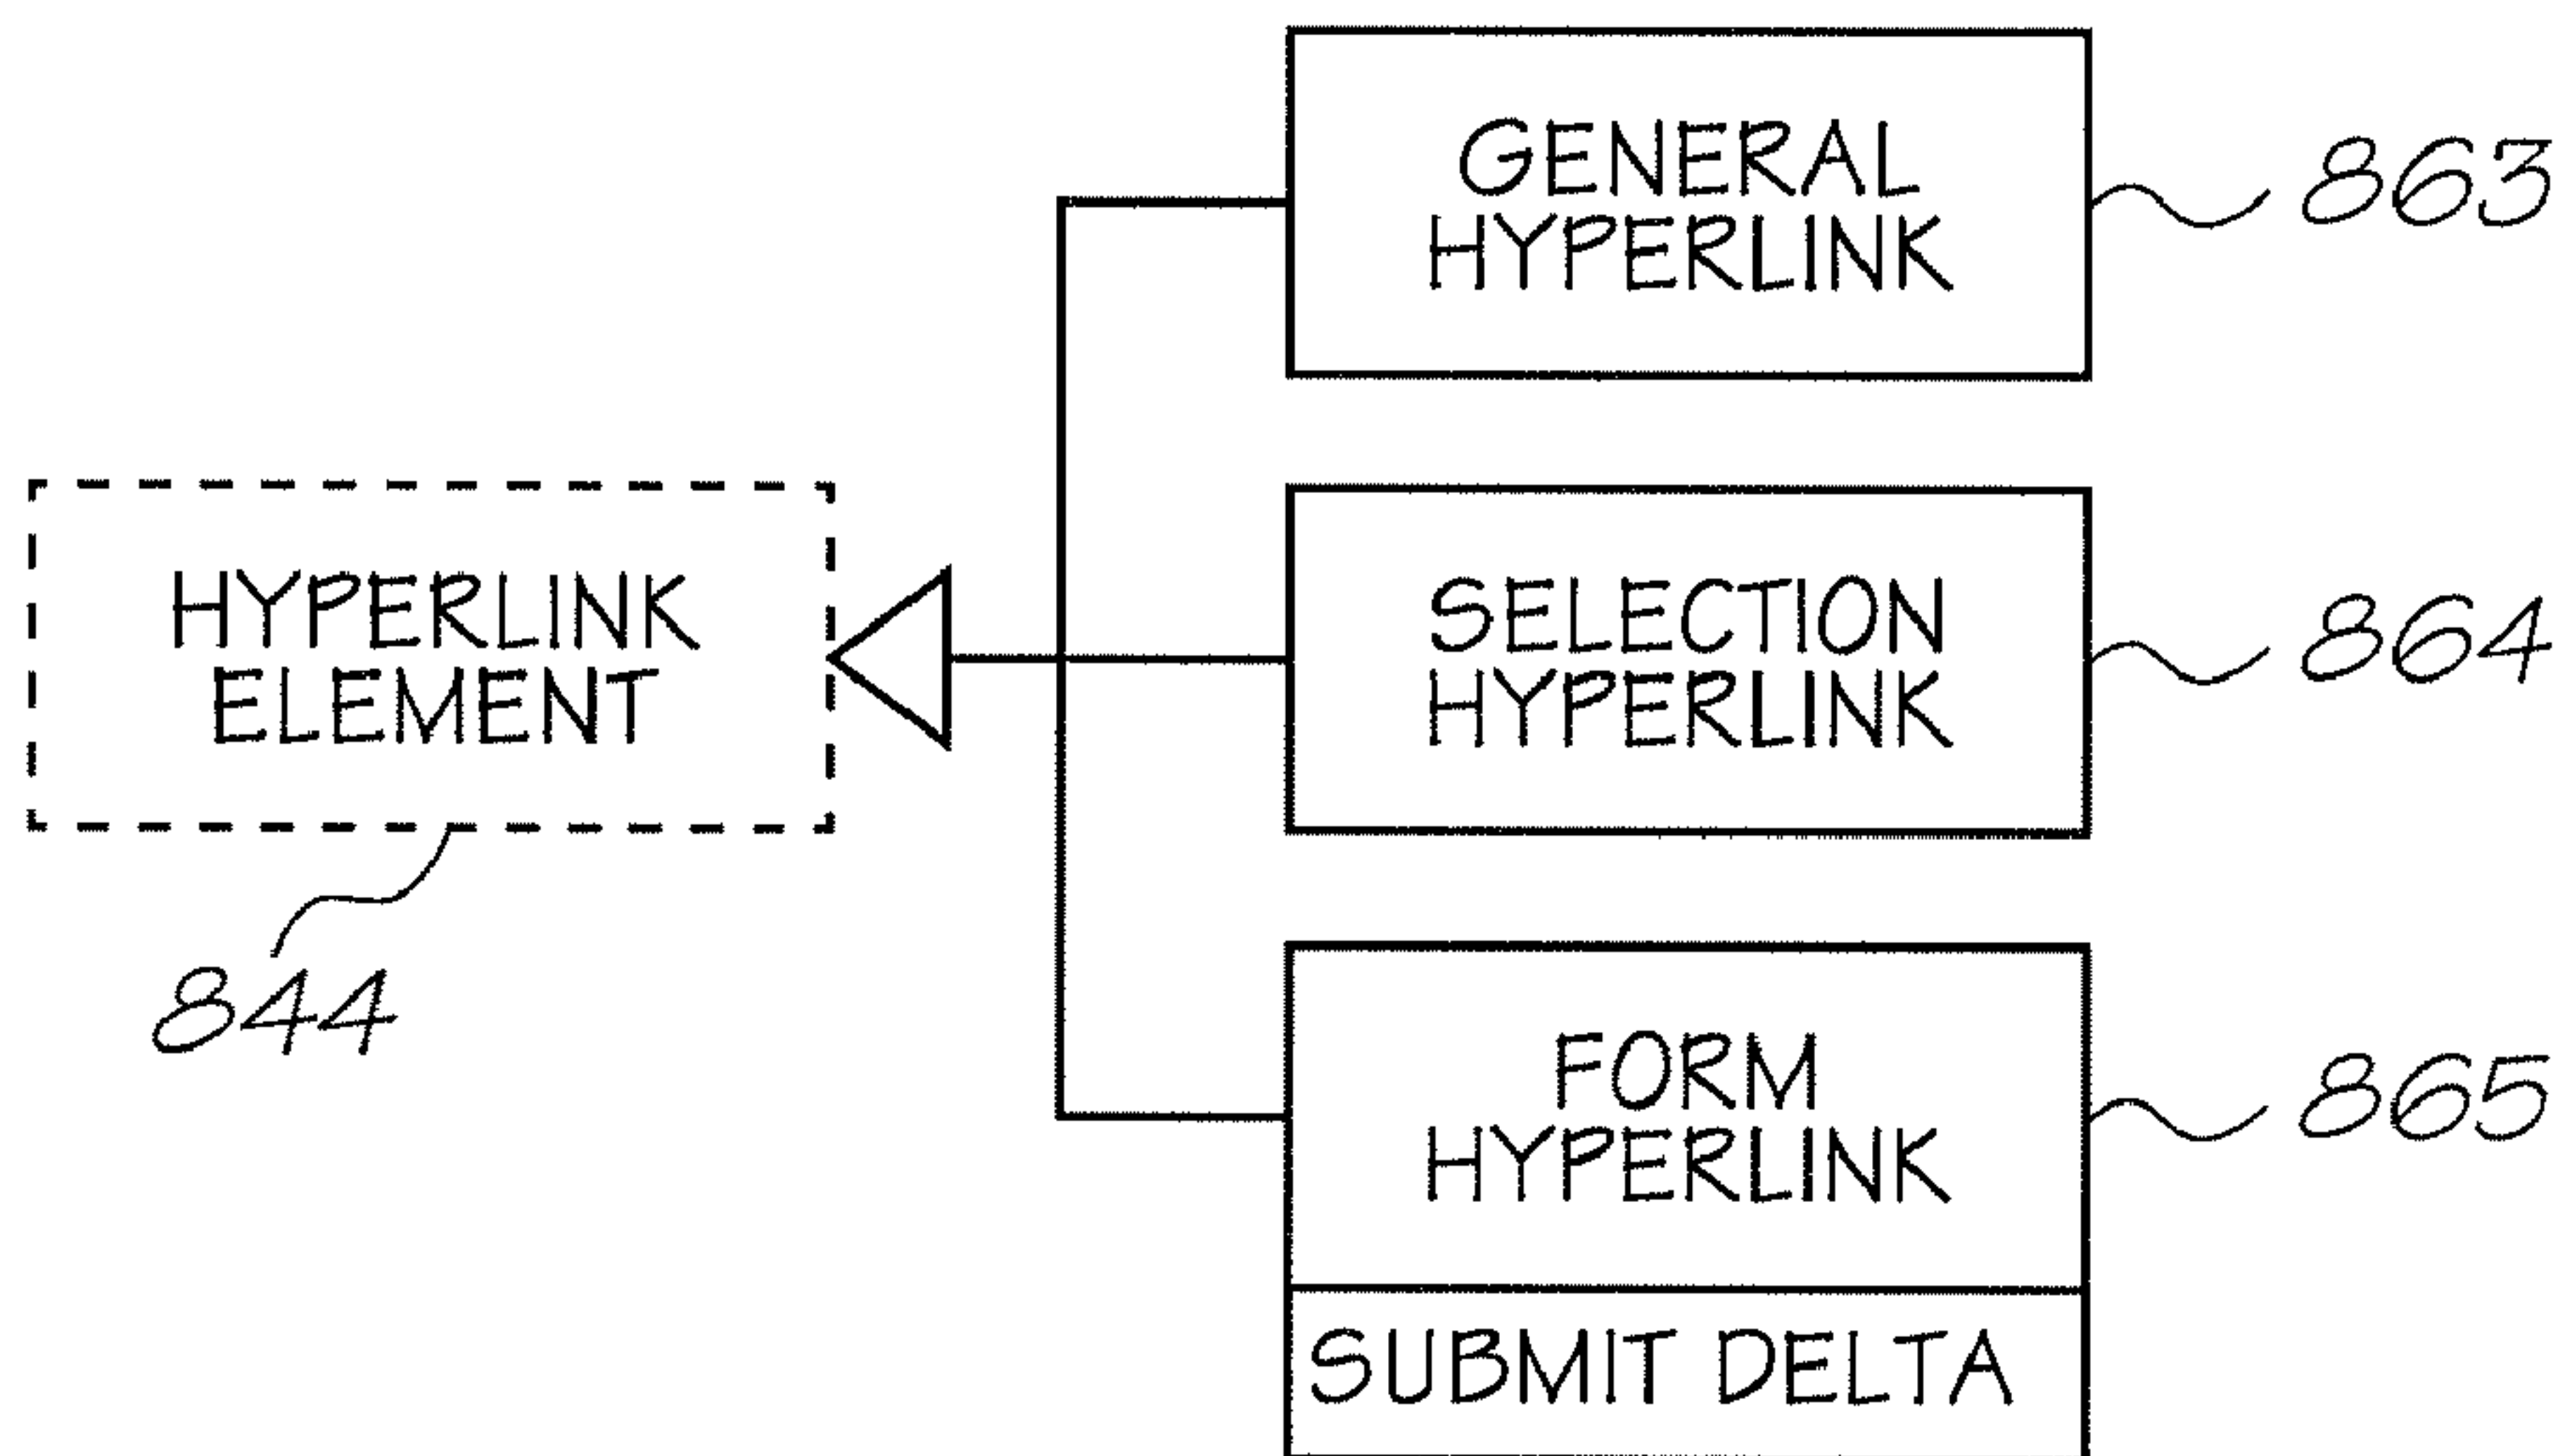 GENERAL
HYPERLINK
863
HYPERLINK
ELEMENT
844
SELECTION
HYPERLINK
864
FORM
HYPERLINK
865
SUBMIT DELTA